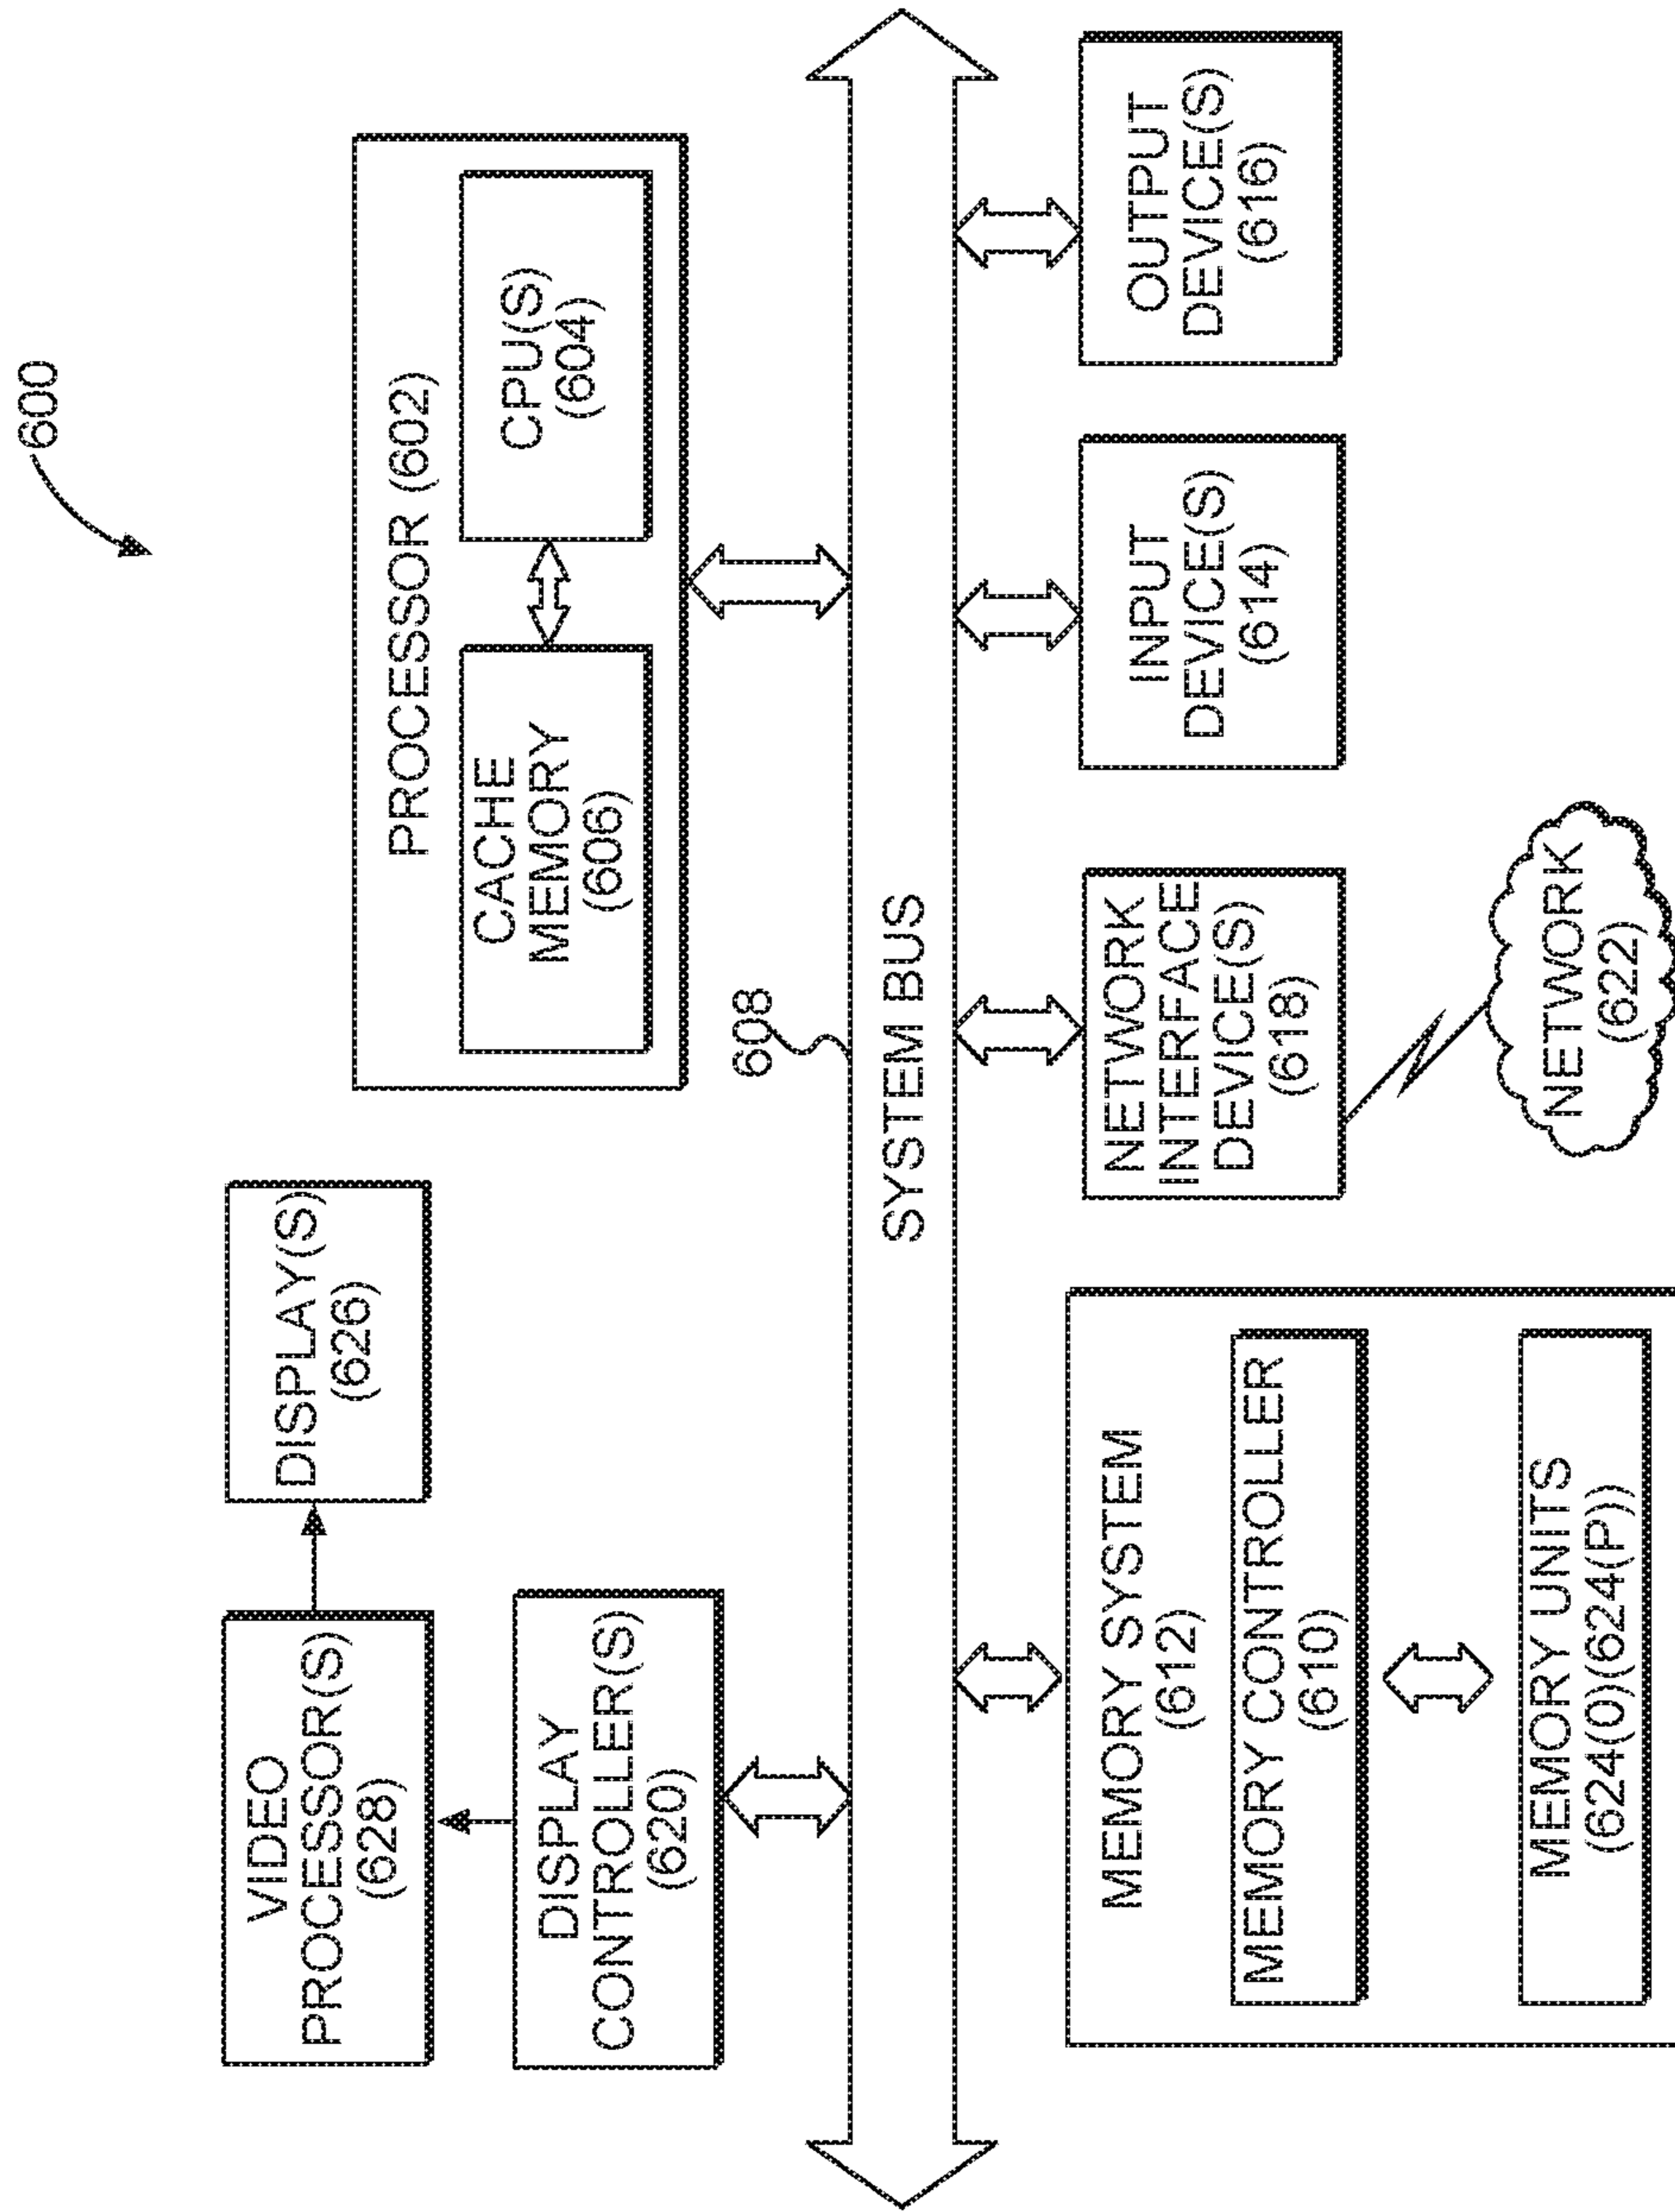 600
PROCESSOR (602)
CPU(S)
(604)
CACHE
MEMORY
(606)
DISPLAY(S)
(626)
VIDEO
PROCESSOR(S)
(628)
DISPLAY
CONTROLLER(S)
(620)
608
SYSTEM BUS
MEMORY SYSTEM
(612)
MEMORY CONTROLLER
(610)
MEMORY UNITS
(624(0)(624(P))
NETWORK
INTERFACE
DEVICE(S)
(618)
NETWORK
(622)
INPUT
DEVICE(S)
(614)
OUTPUT
DEVICE(S)
(616)